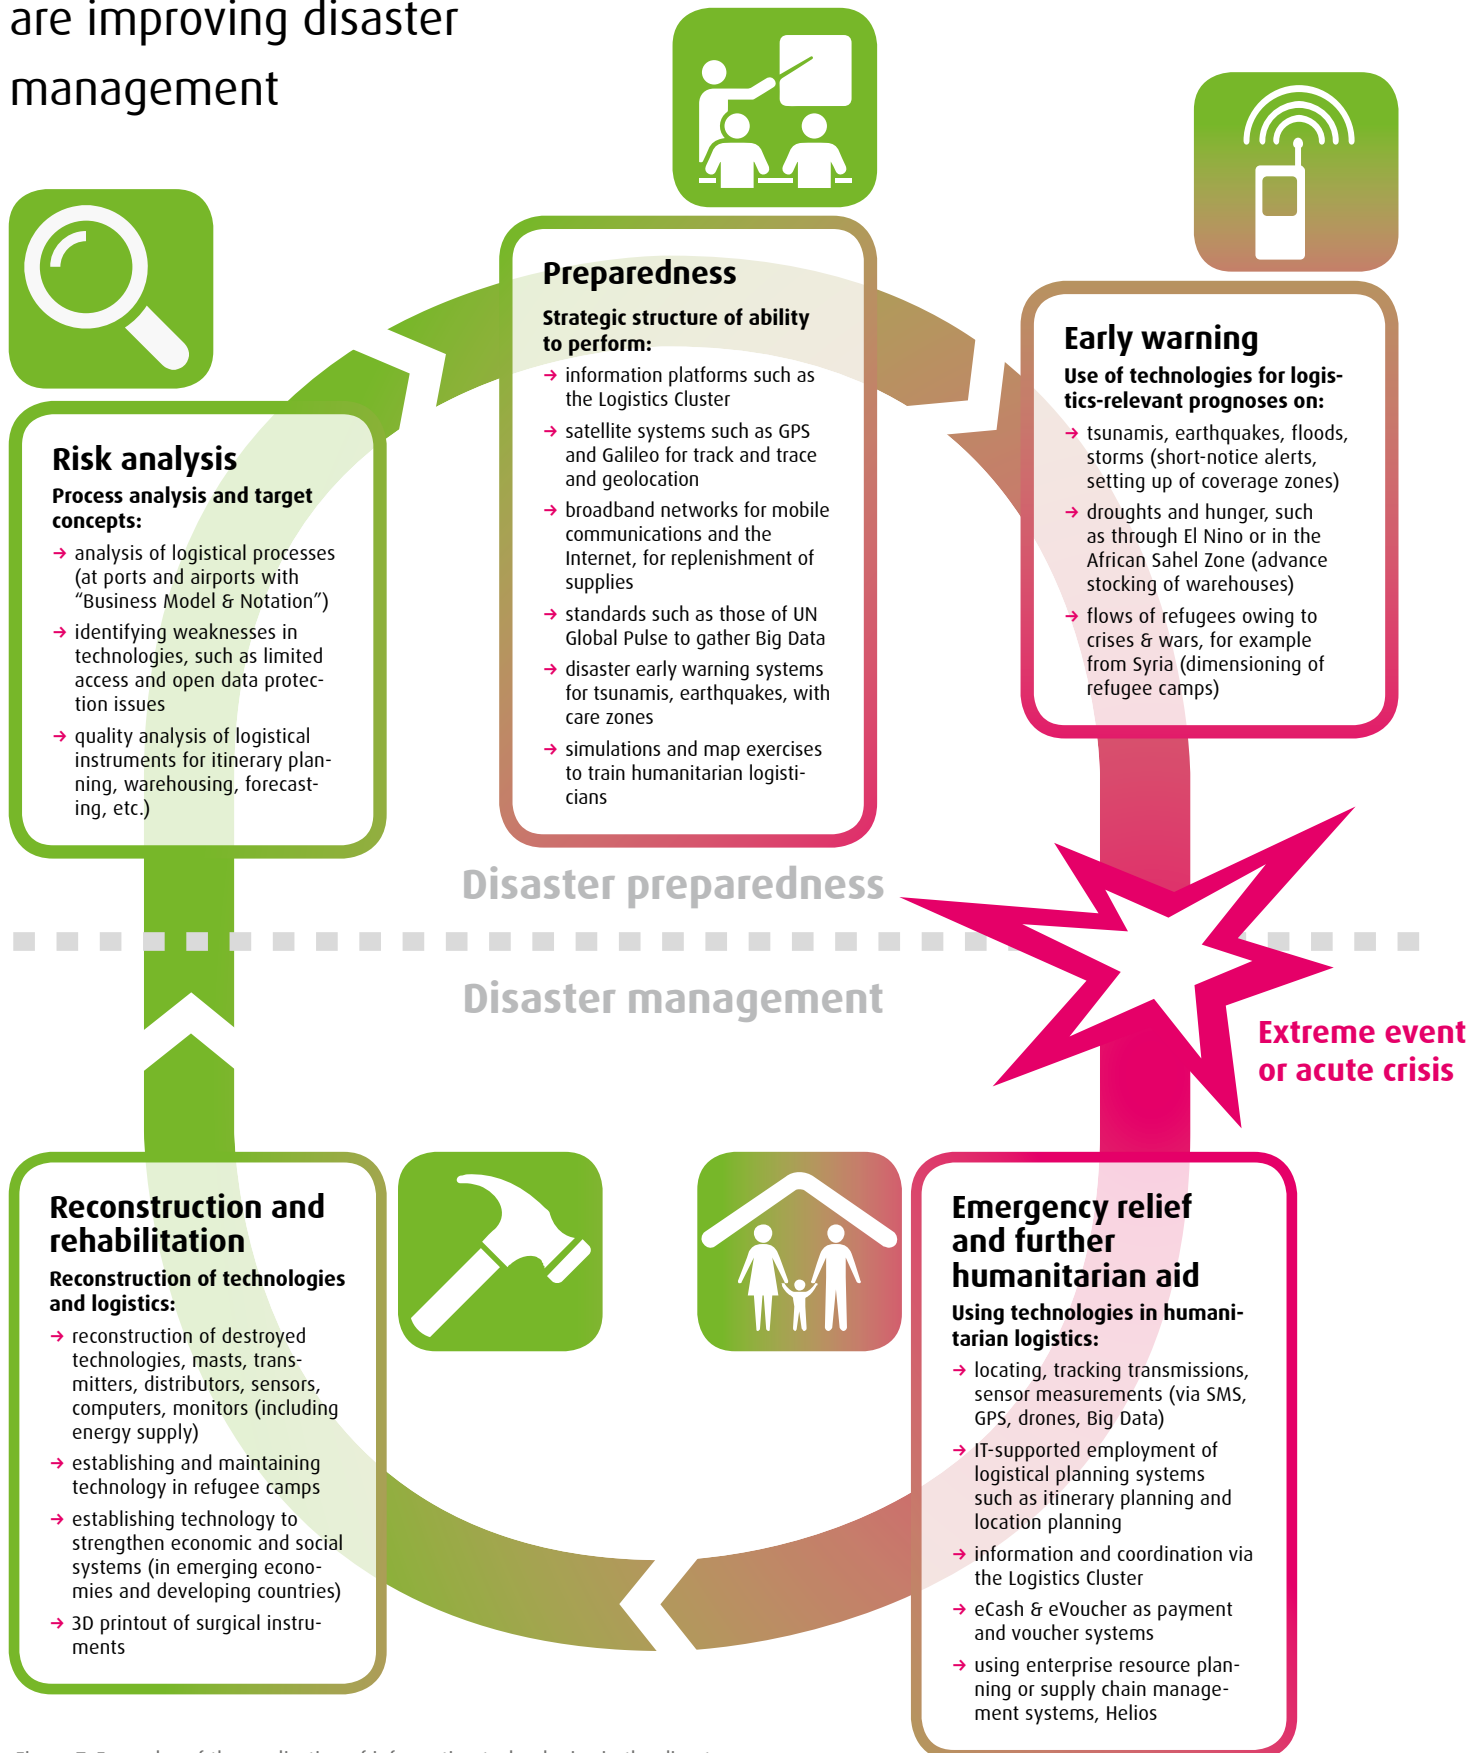 are improving disaster
management
Risk analysis
Process analysis and target
concepts:
→ analysis of logistical processes
(at ports and airports with
“Business Model & Notation”)
→ identifying weaknesses in
technologies, such as limited
access and open data protec-
tion issues
→ quality analysis of logistical
instruments for itinerary plan-
ning, warehousing, forecast-
ing, etc.)
Preparedness
Strategic structure of ability
to perform:
→ information platforms such as
the Logistics Cluster
→ satellite systems such as GPS
and Galileo for track and trace
and geolocation
→ broadband networks for mobile
communications and the
Internet, for replenishment of
supplies
→ standards such as those of UN
Global Pulse to gather Big Data
→ disaster early warning systems
for tsunamis, earthquakes, with
care zones
→ simulations and map exercises
to train humanitarian logisti-
cians
Early warning
Use of technologies for logis-
tics-relevant prognoses on:
→ tsunamis, earthquakes, floods,
storms (short-notice alerts,
setting up of coverage zones)
→ droughts and hunger, such
as through El Nino or in the
African Sahel Zone (advance
stocking of warehouses)
→ flows of refugees owing to
crises & wars, for example
from Syria (dimensioning of
refugee camps)
Disaster preparedness
Disaster management
Extreme event
or acute crisis
Reconstruction and
rehabilitation
Reconstruction of technologies
and logistics:
→ reconstruction of destroyed
technologies, masts, trans-
mitters, distributors, sensors,
computers, monitors (including
energy supply)
→ establishing and maintaining
technology in refugee camps
→ establishing technology to
strengthen economic and social
systems (in emerging econo-
mies and developing countries)
→ 3D printout of surgical instru-
ments
Emergency relief
and further
humanitarian aid
Using technologies in humani-
tarian logistics:
→ locating, tracking transmissions,
sensor measurements (via SMS,
GPS, drones, Big Data)
→ IT-supported employment of
logistical planning systems
such as itinerary planning and
location planning
→ information and coordination via
the Logistics Cluster
→ eCash & eVoucher as payment
and voucher systems
→ using enterprise resource plan-
ning or supply chain manage-
ment systems, Helios